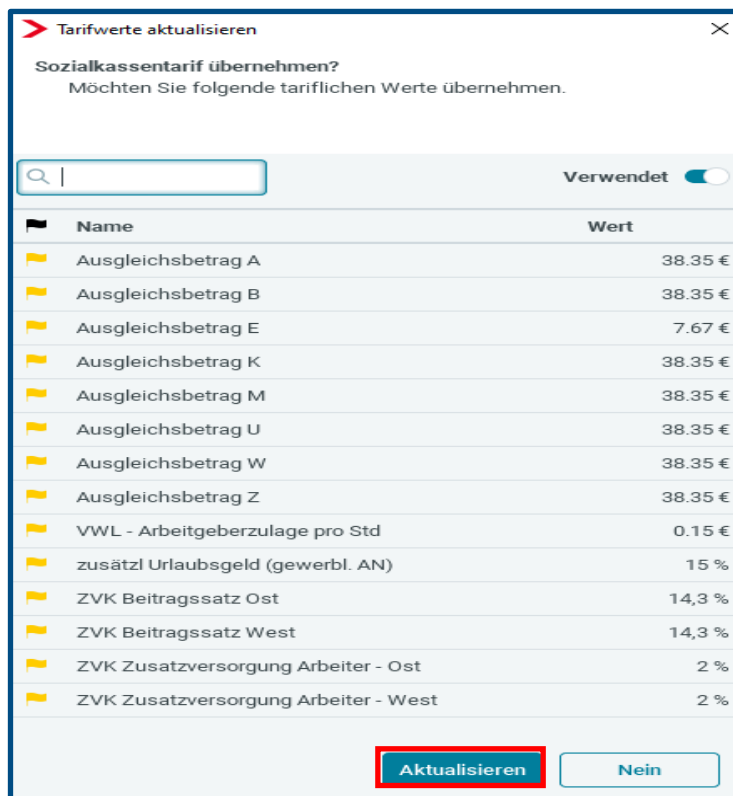 Tarifwerte aktualisieren
Sozialkassentarif übernehmen?
Möchten Sie folgende tariflichen Werte übernehmen.
Verwendet
Name Wert
Ausgleichsbetrag A 38.35 €
Ausgleichsbetrag B 38.35 €
Ausgleichsbetrag E 7.67 €
Ausgleichsbetrag K 38.35 €
Ausgleichsbetrag M 38.35 €
Ausgleichsbetrag U 38.35 €
Ausgleichsbetrag W 38.35 €
Ausgleichsbetrag Z 38.35 €
VWL - Arbeitgeberzulage pro Std 0.15 €
zusätzl Urlaubsgeld (gewerbl. AN) 15 %
ZVK Beitragssatz Ost 14,3 %
ZVK Beitragssatz West 14,3 %
ZVK Zusatzversorgung Arbeiter - Ost 2 %
ZVK Zusatzversorgung Arbeiter - West 2 %
Aktualisieren Nein